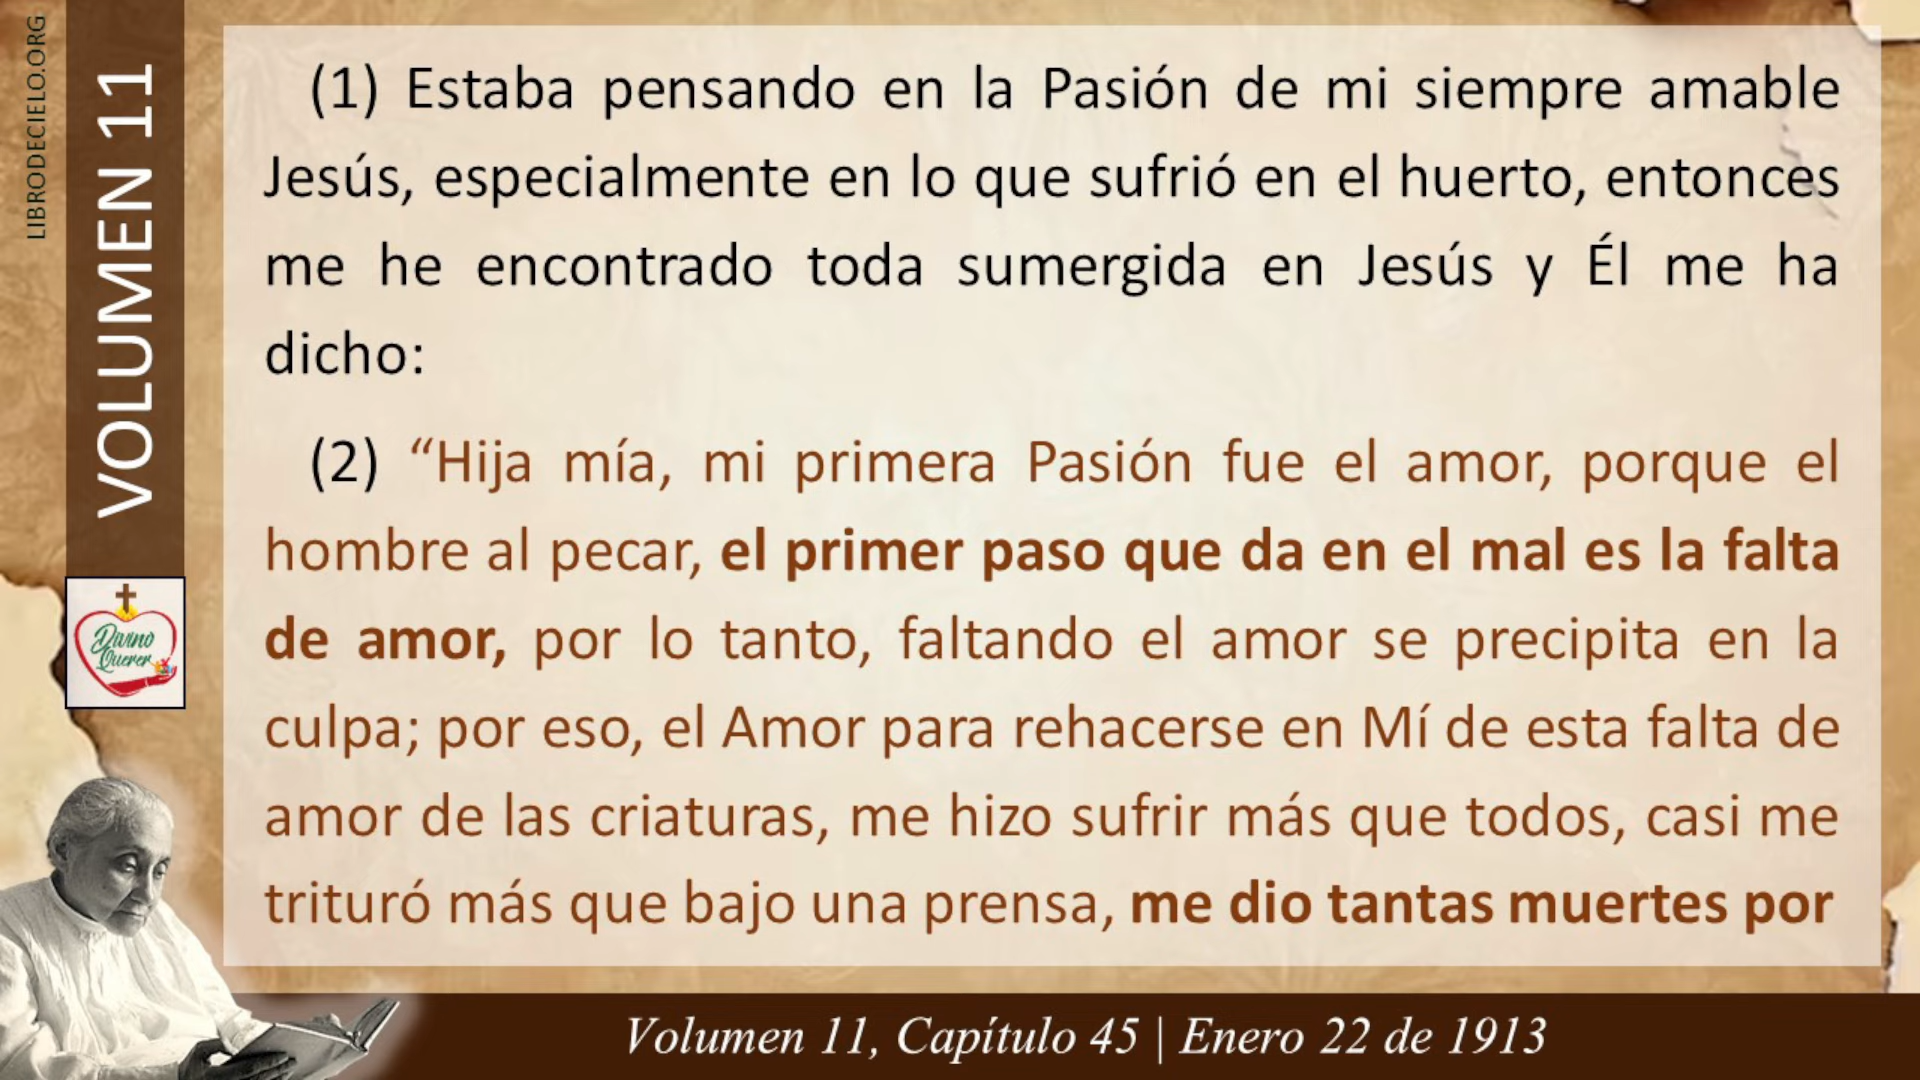 LIBRODECIELO.ORG
VOLUMEN 11
(1) Estaba pensando en la Pasión de mi siempre amable
Jesús, especialmente en lo que sufrió en el huerto, entonces
me he encontrado toda sumergida en Jesús y Él me ha
dicho:
(2) “Hija mía, mi primera Pasión fue el amor, porque el
hombre al pecar, el primer paso que da en el mal es la falta
de amor, por lo tanto, faltando el amor se precipita en la
culpa; por eso, el Amor para rehacerse en Mí de esta falta de
amor de las criaturas, me hizo sufrir más que todos, casi me
trituró más que bajo una prensa, me dio tantas muertes por
Divino
Querer
Volumen 11, Capítulo 45 | Enero 22 de 1913